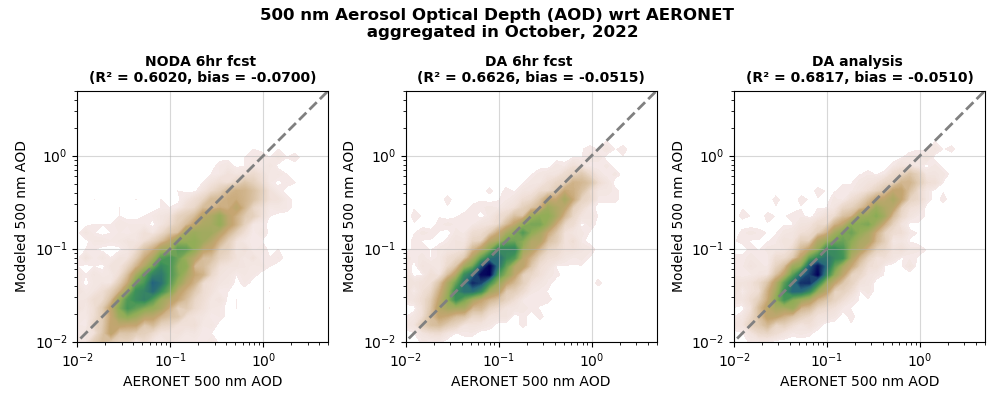 500 nm Aerosol Optical Depth (AOD) wrt AERONET
aggregated in October, 2022
NODA 6hr fcst
(R² = 0.6020, bias = -0.0700)
Modeled 500 nm AOD
10⁰
10⁻¹
10⁻²
10⁻² 10⁻¹ 10⁰
AERONET 500 nm AOD
DA 6hr fcst
(R² = 0.6626, bias = -0.0515)
Modeled 500 nm AOD
10⁰
10⁻¹
10⁻²
10⁻² 10⁻¹ 10⁰
AERONET 500 nm AOD
DA analysis
(R² = 0.6817, bias = -0.0510)
Modeled 500 nm AOD
10⁰
10⁻¹
10⁻²
10⁻² 10⁻¹ 10⁰
AERONET 500 nm AOD